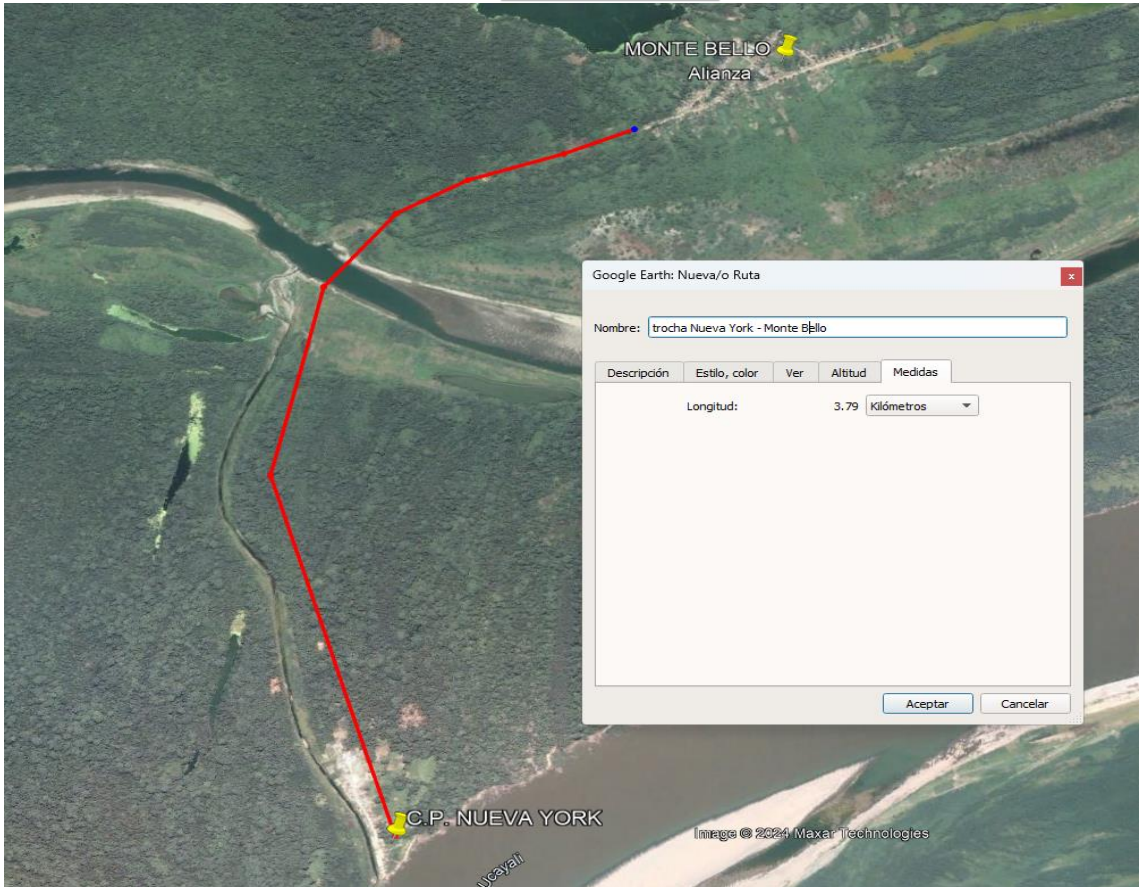 MONTE BELLO
Alianza
Google Earth: Nueva/o Ruta
x
Nombre: trocha Nueva York - Monte Bello
Descripción Estilo, color Ver Altitud Medidas
Longitud: 3.79 Kilómetros
Aceptar Cancelar
C.P. NUEVA YORK
Image © 2024 Maxar Technologies
Ucayali